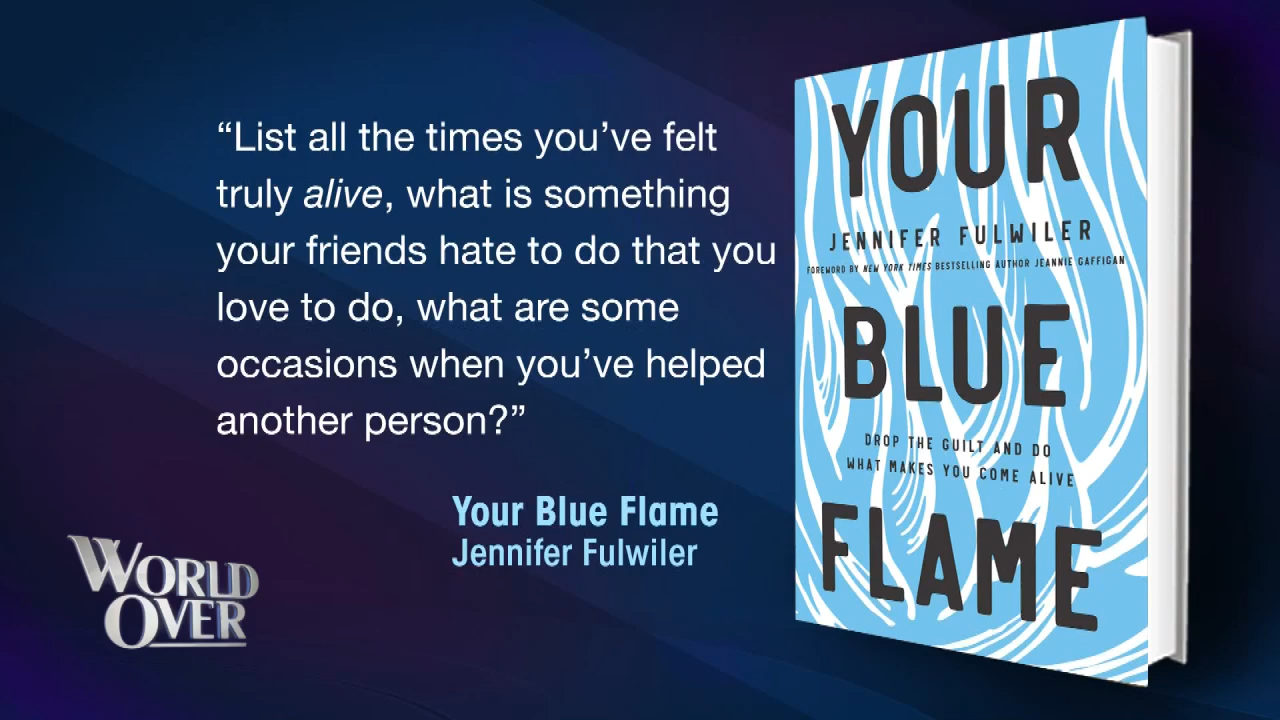 “List all the times you’ve felt
truly alive, what is something
your friends hate to do that you
love to do, what are some
occasions when you’ve helped
another person?”
Your Blue Flame
Jennifer Fulwiler
WORLD
OVER
YOUR
JENNIFER FULWILER
FOREWORD BY NEW YORK TIMES BESTSELLING AUTHOR JEANNIE GAFFIGAN
BLUE
DROP THE GUILT AND DO
WHAT MAKES YOU COME ALIVE
FLAME